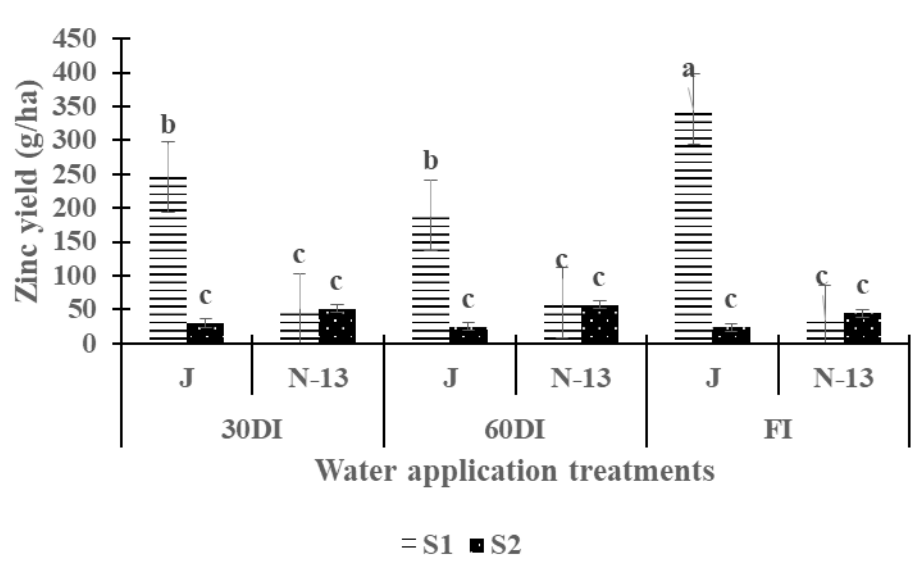 Zinc yield (g/ha)
450
400
350
300
250
200
150
100
50
0
b
c
c
c
b
c
c
c
a
c
c
c
J
N-13
J
N-13
J
N-13
30DI
60DI
FI
Water application treatments
S1 S2